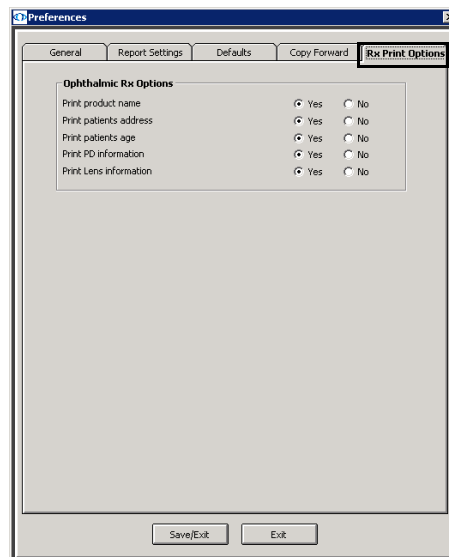 Preferences
General Report Settings Defaults Copy Forward Rx Print Options
Ophthalmic Rx Options
Print product name Yes No
Print patients address Yes No
Print patients age Yes No
Print PD information Yes No
Print Lens information Yes No
Save/Exit Exit